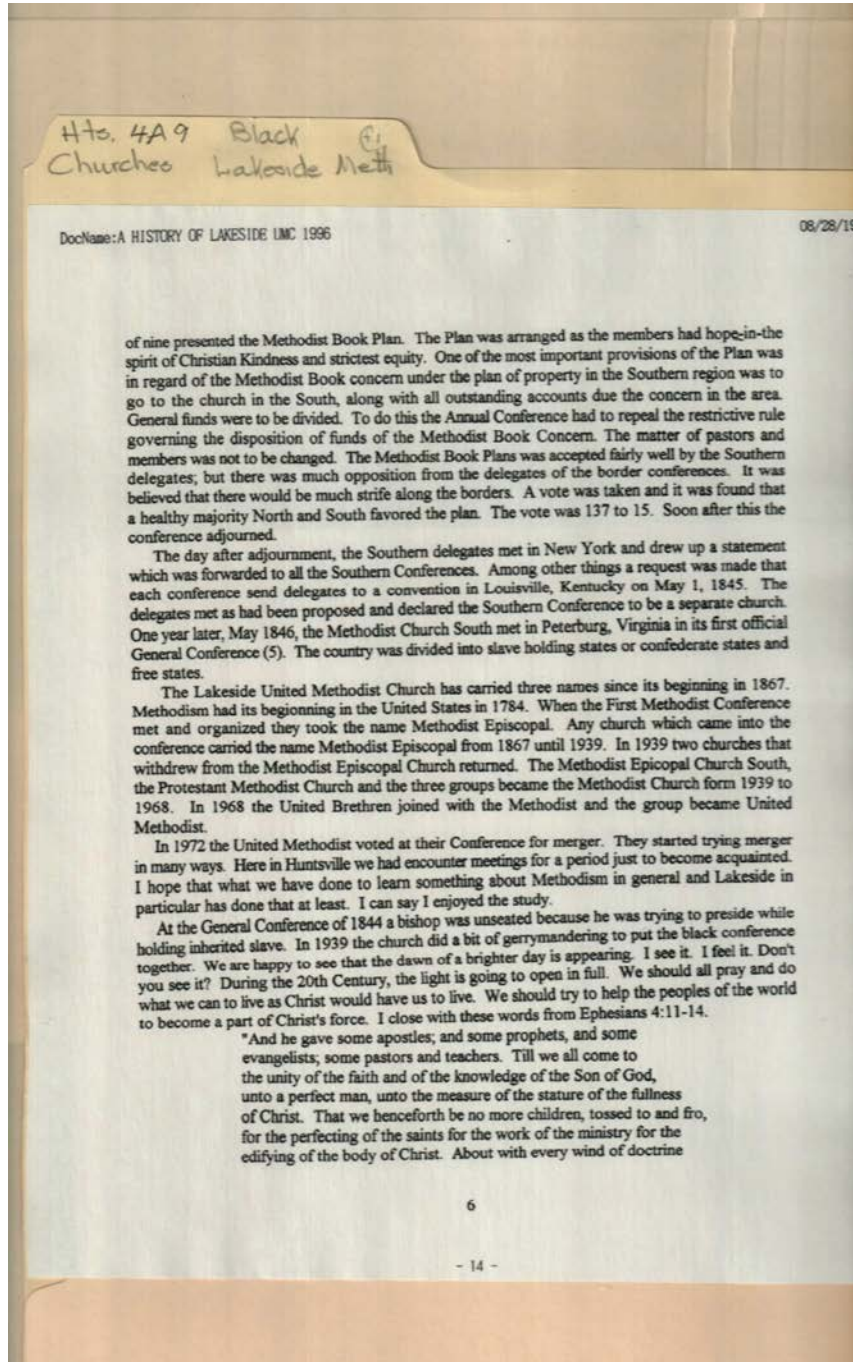 Hts. 4A9 Black
Churches Lakeside Meth
DocName:A HISTORY OF LAKESIDE UMC 1996 08/28/19
of nine presented the Methodist Book Plan. The Plan was arranged as the members had hope-in-the
spirit of Christian Kindness and strictest equity. One of the most important provisions of the Plan was
in regard of the Methodist Book concern under the plan of property in the Southern region was to
go to the church in the South, along with all outstanding accounts due the concern in the area.
General funds were to be divided. To do this the Annual Conference had to repeal the restrictive rule
governing the disposition of funds of the Methodist Book Concern. The matter of pastors and
members was not to be changed. The Methodist Book Plans was accepted fairly well by the Southern
delegates; but there was much opposition from the delegates of the border conferences. It was
believed that there would be much strife along the borders. A vote was taken and it was found that
a healthy majority North and South favored the plan. The vote was 137 to 15. Soon after this the
conference adjourned.
The day after adjournment, the Southern delegates met in New York and drew up a statement
which was forwarded to all the Southern Conferences. Among other things a request was made that
each conference send delegates to a convention in Louisville, Kentucky on May 1, 1845. The
delegates met as had been proposed and declared the Southern Conference to be a separate church.
One year later, May 1846, the Methodist Church South met in Peterburg, Virginia in its first official
General Conference (5). The country was divided into slave holding states or confederate states and
free states.
The Lakeside United Methodist Church has carried three names since its beginning in 1867.
Methodism had its begionning in the United States in 1784. When the First Methodist Conference
met and organized they took the name Methodist Episcopal. Any church which came into the
conference carried the name Methodist Episcopal from 1867 until 1939. In 1939 two churches that
withdrew from the Methodist Episcopal Church returned. The Methodist Epicopal Church South,
the Protestant Methodist Church and the three groups became the Methodist Church form 1939 to
1968. In 1968 the United Brethren joined with the Methodist and the group became United
Methodist.
In 1972 the United Methodist voted at their Conference for merger. They started trying merger
in many ways. Here in Huntsville we had encounter meetings for a period just to become acquainted.
I hope that what we have done to learn something about Methodism in general and Lakeside in
particular has done that at least. I can say I enjoyed the study.
At the General Conference of 1844 a bishop was unseated because he was trying to preside while
holding inherited slave. In 1939 the church did a bit of gerrymandering to put the black conference
together. We are happy to see that the dawn of a brighter day is appearing. I see it. I feel it. Don't
you see it? During the 20th Century, the light is going to open in full. We should all pray and do
what we can to live as Christ would have us to live. We should try to help the peoples of the world
to become a part of Christ's force. I close with these words from Ephesians 4:11-14.
"And he gave some apostles; and some prophets, and some
evangelists; some pastors and teachers. Till we all come to
the unity of the faith and of the knowledge of the Son of God,
unto a perfect man, unto the measure of the stature of the fullness
of Christ. That we henceforth be no more children, tossed to and fro,
for the perfecting of the saints for the work of the ministry for the
edifying of the body of Christ. About with every wind of doctrine
6
- 14 -